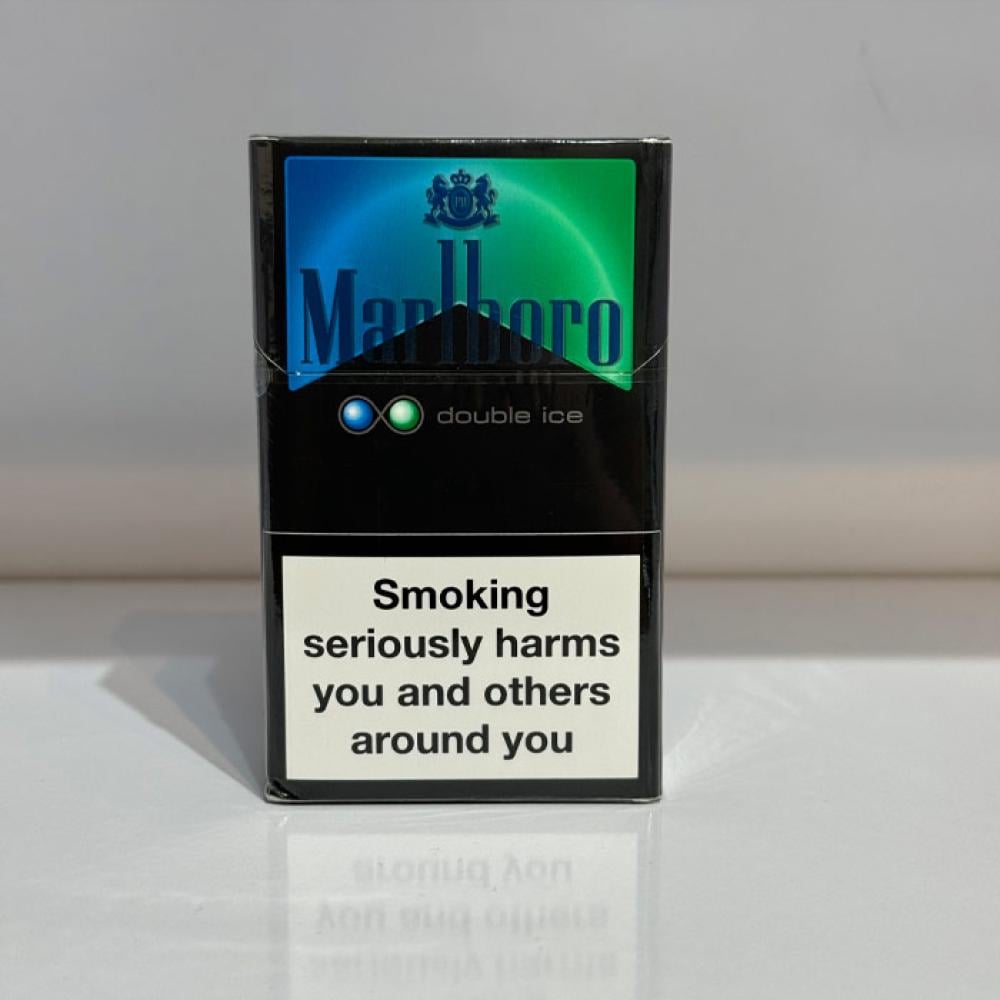 Marlboro
double ice
Smoking
seriously harms
you and others
around you